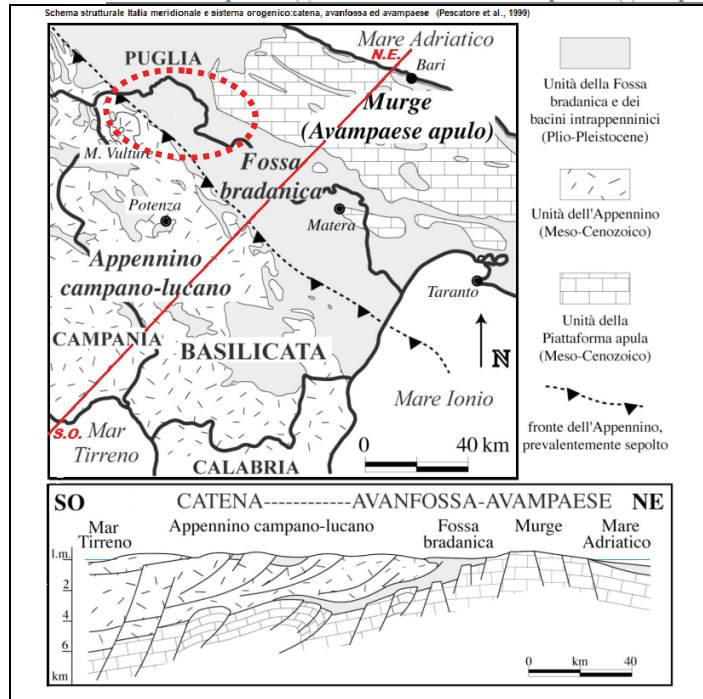 Schema strutturale Italia meridionale e sistema orogenico:catena, avanfossa ed avampaese (Pescatore et al., 1999)
Mare Adriatico
N.E.
Bari
PUGLIA
Murge
(Avampaese apulo)
M. Vulture
Fossa
bradanica
Potenza
Matera
Appennino
campano-lucano
Taranto
CAMPANIA
BASILICATA
N
Mare Ionio
S.O.
Mar
Tirreno
0 40 km
CALABRIA
Unità della Fossa
bradanica e dei
bacini intrappenninici
(Plio-Pleistocene)
Unità dell'Appennino
(Meso-Cenozoico)
Unità della
Piattaforma apula
(Meso-Cenozoico)
fronte dell'Appennino,
prevalentemente sepolto
SO CATENA------------AVANFOSSA-AVAMPAESE NE
Mar
Tirreno
Appennino campano-lucano
Fossa
bradanica
Murge
Mare
Adriatico
l.m.
2
4
6
km
0 km 40